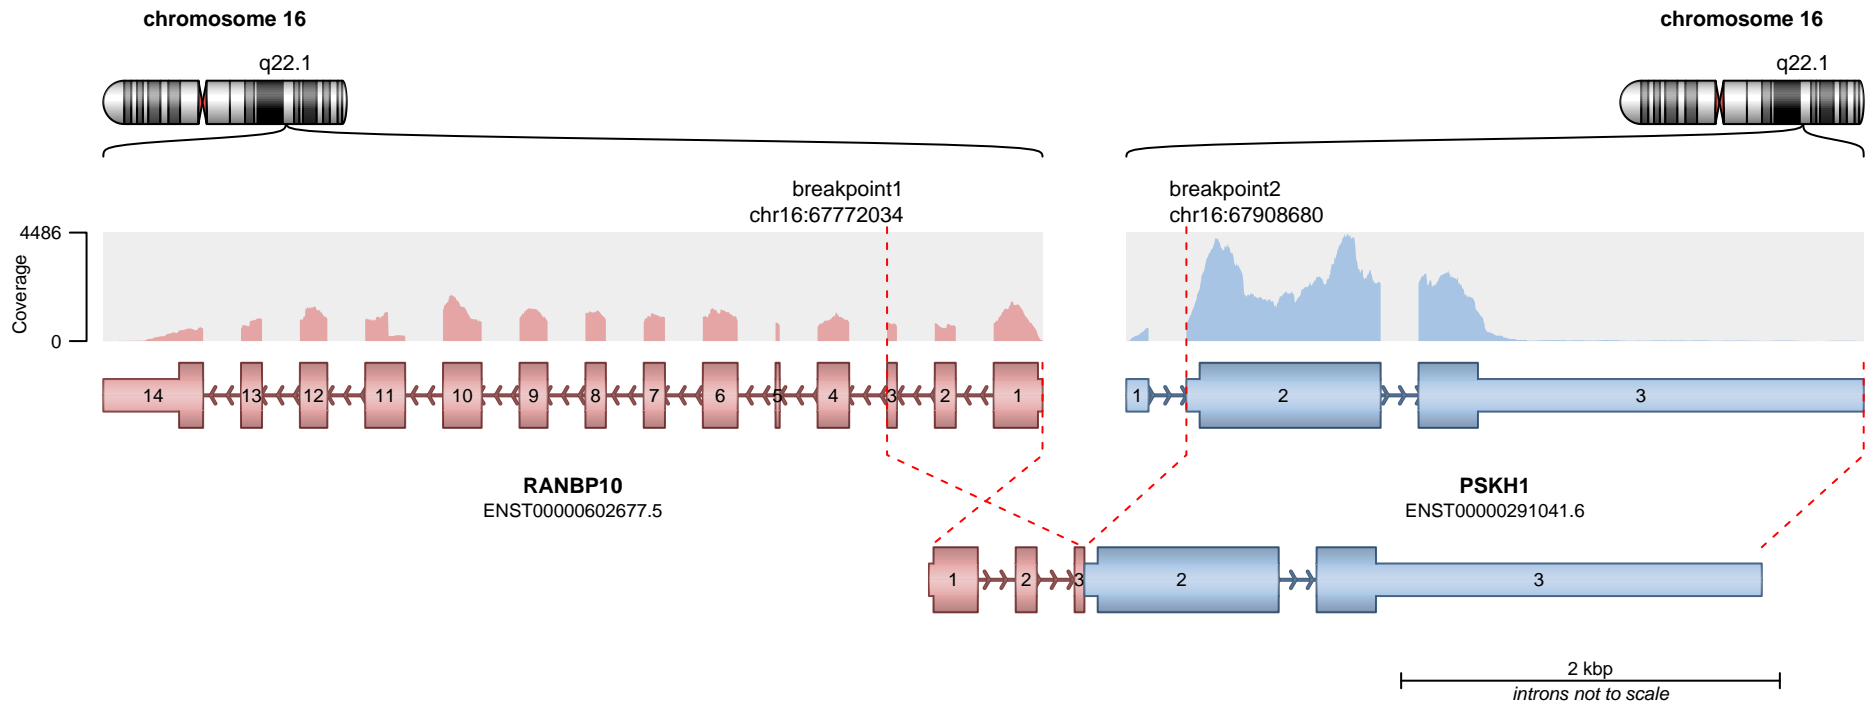 chromosome 16
chromosome 16
q22.1
q22.1
breakpoint1
chr16:67772034
breakpoint2
chr16:67908680
4486
Coverage
0
14 13 12 11 10 9 8 7 6 5 4 3 2 1
1 2 3
RANBP10
ENST00000602677.5
PSKH1
ENST00000291041.6
1 2 3 2 3
2 kbp
introns not to scale